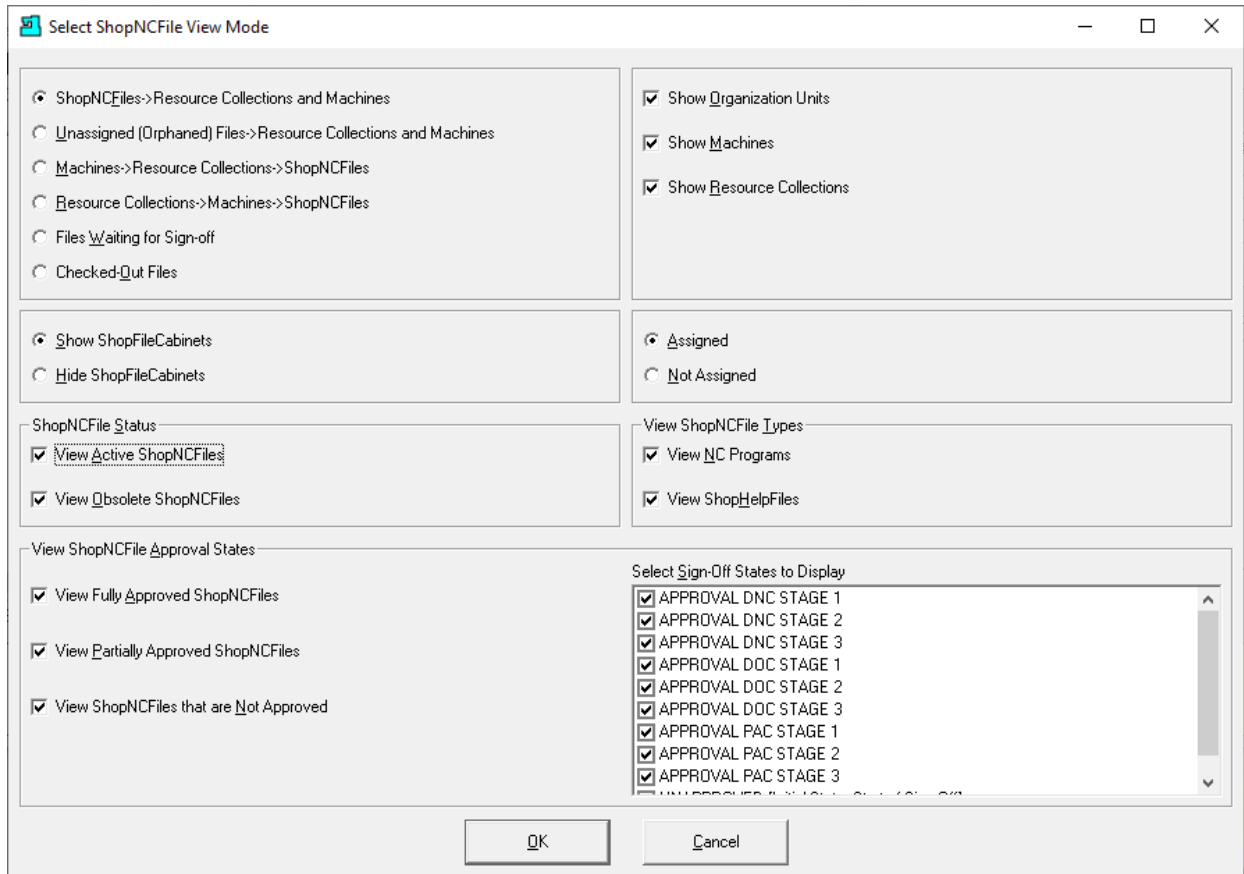 Select ShopNCFile View Mode
ShopNCFiles->Resource Collections and Machines
Unassigned (Orphaned) Files->Resource Collections and Machines
Machines->Resource Collections->ShopNCFiles
Resource Collections->Machines->ShopNCFiles
Files Waiting for Sign-off
Checked-Out Files
Show Organization Units
Show Machines
Show Resource Collections
Show ShopFileCabinets
Hide ShopFileCabinets
Assigned
Not Assigned
ShopNCFile Status
View Active ShopNCFiles
View Obsolete ShopNCFiles
View ShopNCFile Types
View NC Programs
View ShopHelpFiles
View ShopNCFile Approval States
View Fully Approved ShopNCFiles
View Partially Approved ShopNCFiles
View ShopNCFiles that are Not Approved
Select Sign-Off States to Display
APPROVAL DNC STAGE 1
APPROVAL DNC STAGE 2
APPROVAL DNC STAGE 3
APPROVAL DOC STAGE 1
APPROVAL DOC STAGE 2
APPROVAL DOC STAGE 3
APPROVAL PAC STAGE 1
APPROVAL PAC STAGE 2
APPROVAL PAC STAGE 3
OK
Cancel